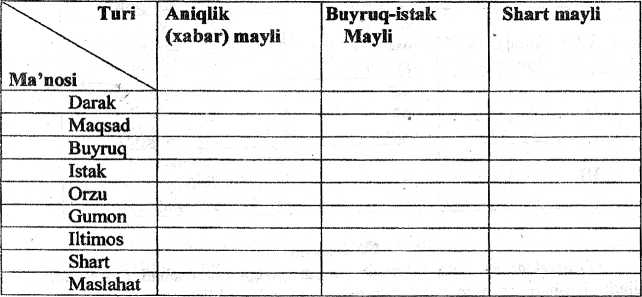 Turi
Aniqlik
(xabar) mayli
Buyruq-istak
Mayli
Shart mayli
Ma'nosi
Darak
Maqsad
Buyruq
Istak
Orzu
Gumon
Iltimos
Shart
Maslahat